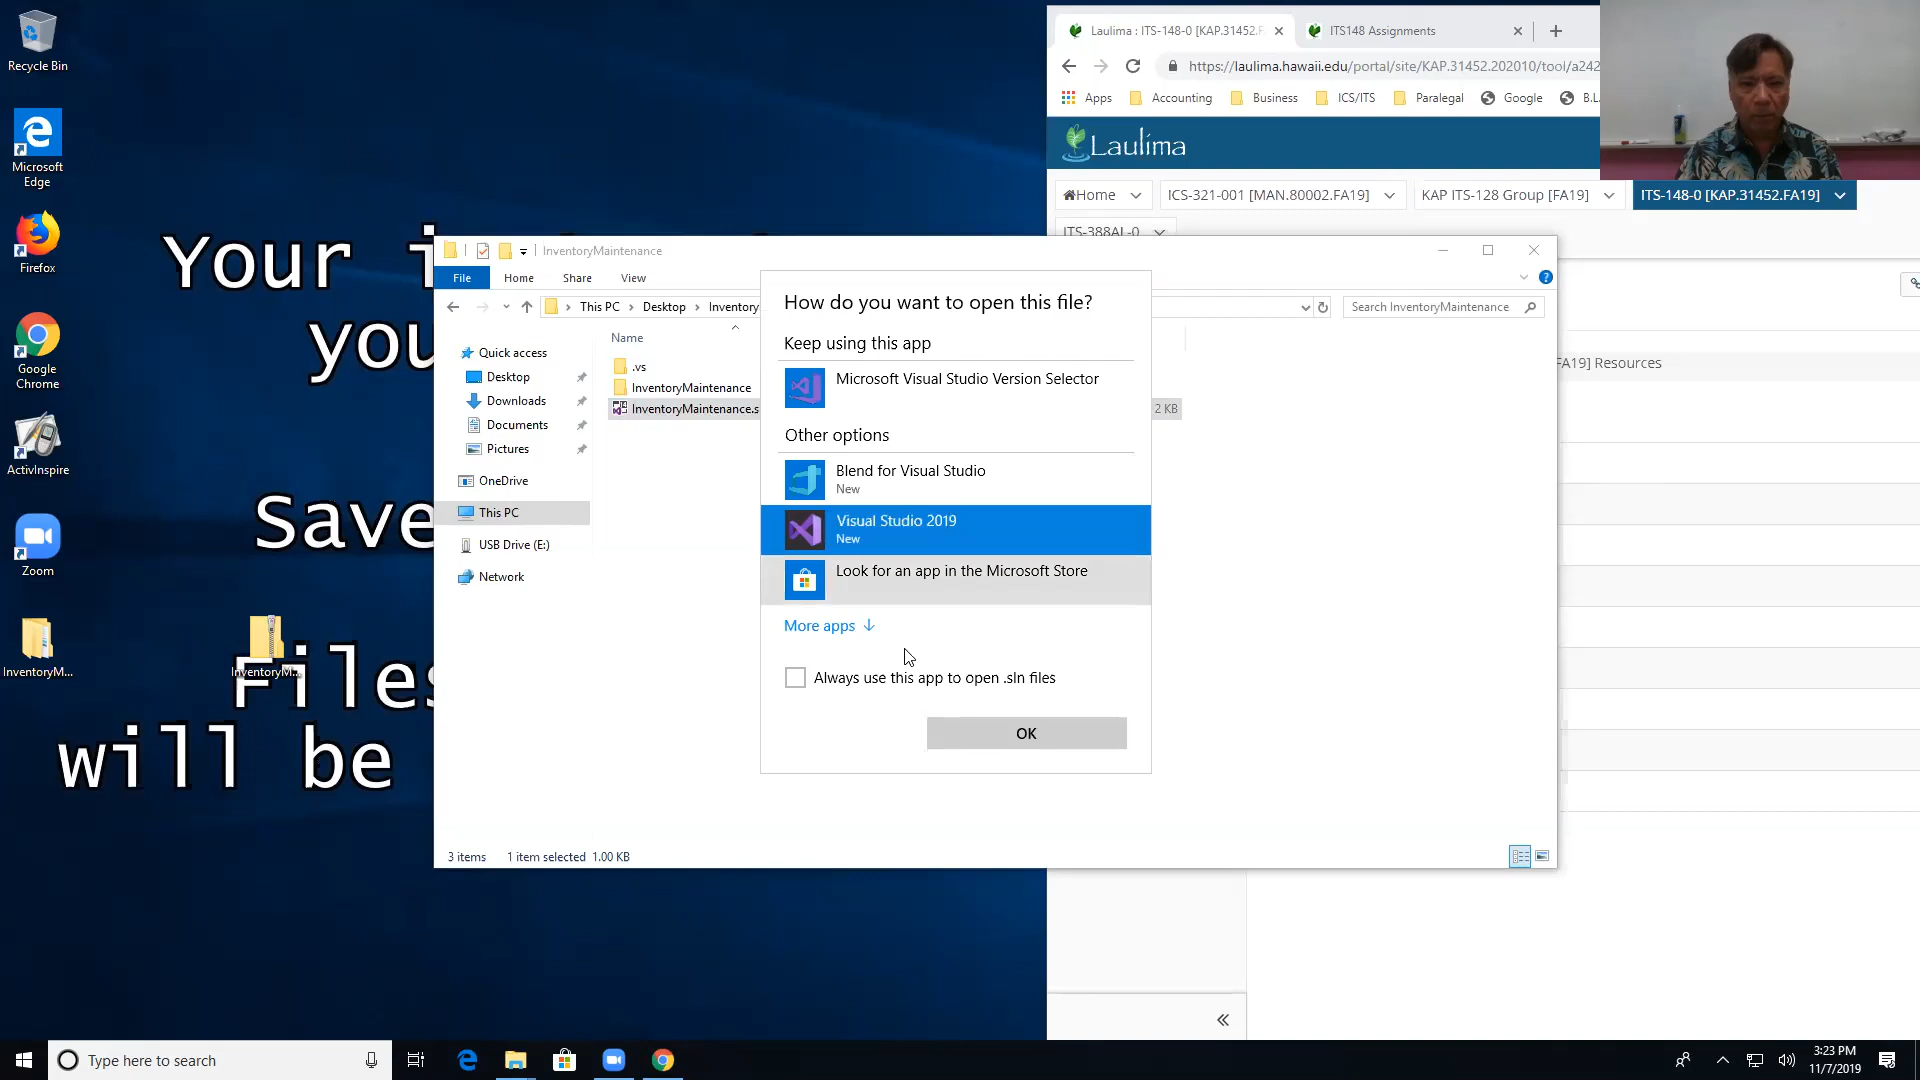 Recycle Bin
Microsoft
Edge
Firefox
Google
Chrome
ActivInspire
Zoom
InventoryM...
InventoryM...
Your i
you
Save
Files
will be
Laulima : ITS-148-0 [KAP.31452.F
ITS148 Assignments
https://laulima.hawaii.edu/portal/site/KAP.31452.202010/tool/a242
Apps
Accounting
Business
ICS/ITS
Paralegal
Google
B.L
Laulima
Home
ICS-321-001 [MAN.80002.FA19]
KAP ITS-128 Group [FA19]
ITS-148-0 [KAP.31452.FA19]
ITS-388AL-0
FA19] Resources
InventoryMaintenance
File
Home
Share
View
This PC
Desktop
Inventory
Search InventoryMaintenance
Name
Quick access
Desktop
Downloads
Documents
Pictures
OneDrive
This PC
USB Drive (E:)
Network
.vs
InventoryMaintenance
InventoryMaintenance.s
2 KB
3 items
1 item selected 1.00 KB
How do you want to open this file?
Keep using this app
Microsoft Visual Studio Version Selector
Other options
Blend for Visual Studio
New
Visual Studio 2019
New
Look for an app in the Microsoft Store
More apps
Always use this app to open .sln files
OK
Type here to search
3:23 PM
11/7/2019